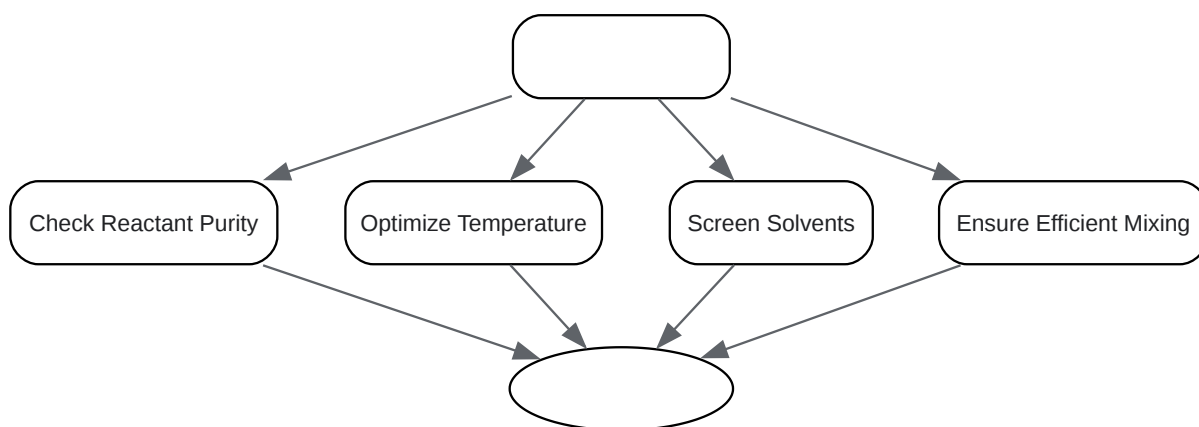 Check Reactant Purity
Optimize Temperature
Screen Solvents
Ensure Efficient Mixing